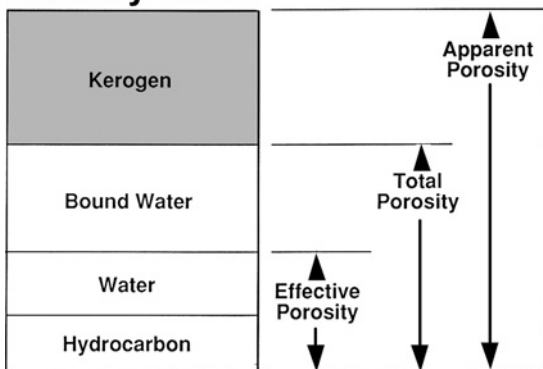 Kerogen
Apparent
Porosity
Bound Water
Total
Porosity
Water
Effective
Porosity
Hydrocarbon